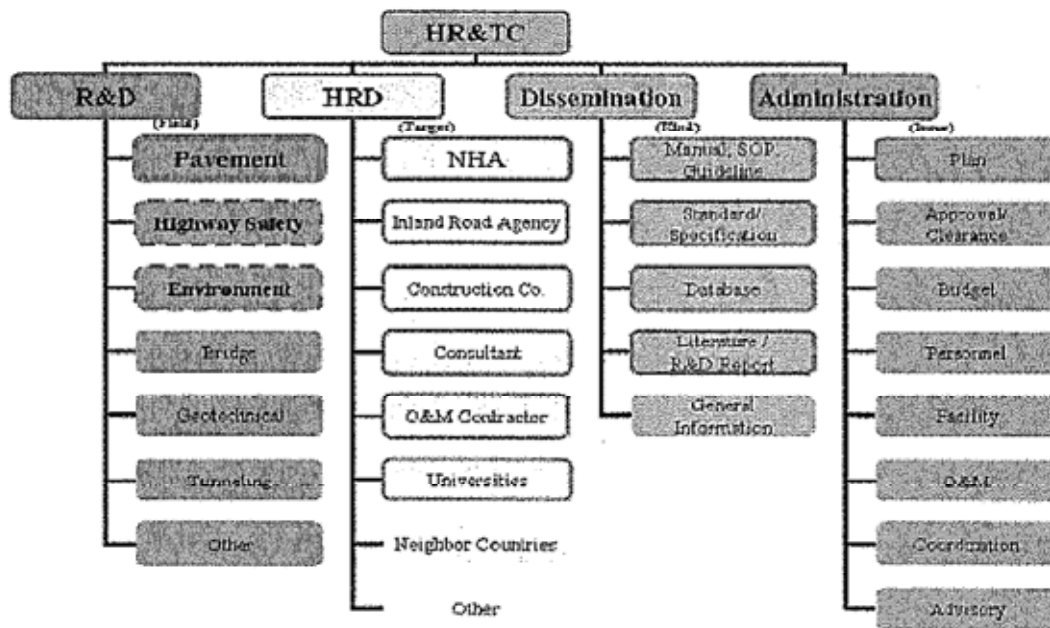 HR&TC
R&D
HRD
Dissemination
Administration
(Field)
(Target)
(Kind)
(Issue)
Pavement
Highway Safety
Environment
Bridge
Geotechnical
Tunneling
Other
NHA
Inland Road Agency
Construction Co.
Consultant
O&M Contractor
Universities
Neighbor Countries
Other
Manual, SOP,
Guideline
Standard/
Specification
Database
Literature /
R&D Report
General
Information
Plan
Approval/
Clearance
Budget
Personnel
Facility
O&M
Coordination
Advisory